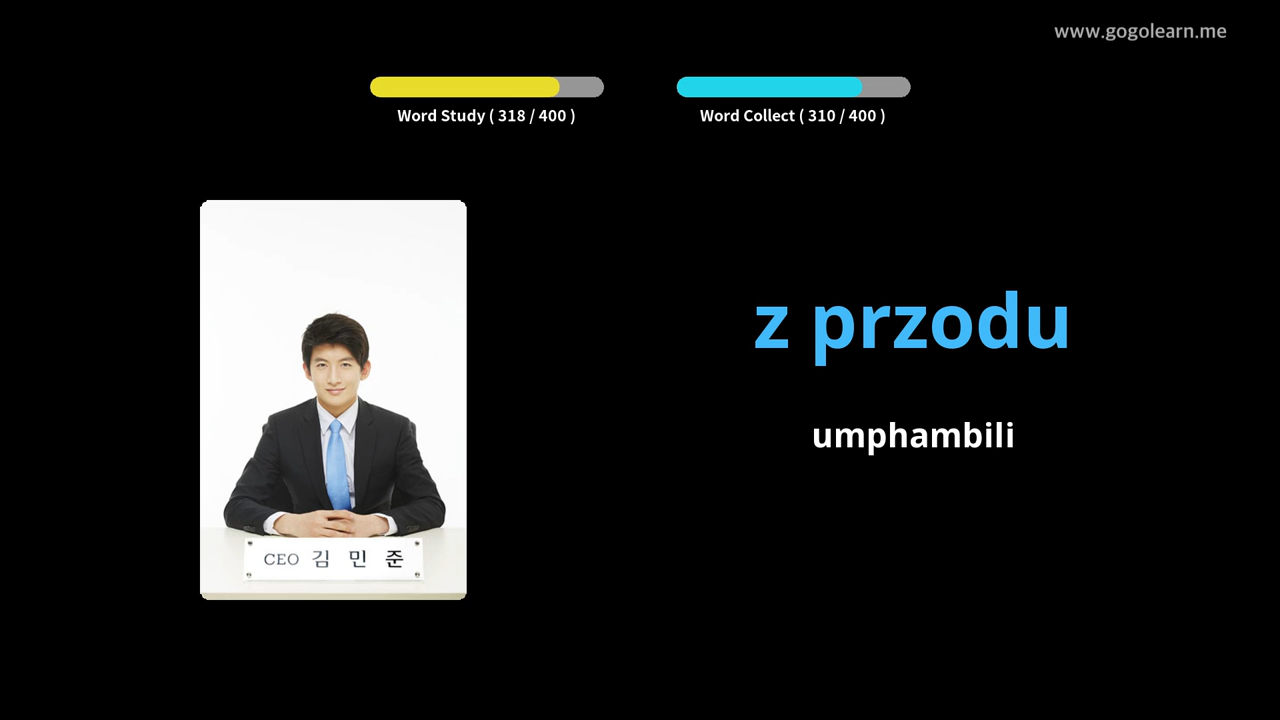 www.gogolearn.me
Word Study ( 318 / 400 )
Word Collect ( 310 / 400 )
z przodu
umphambili
CEO 김 민 준